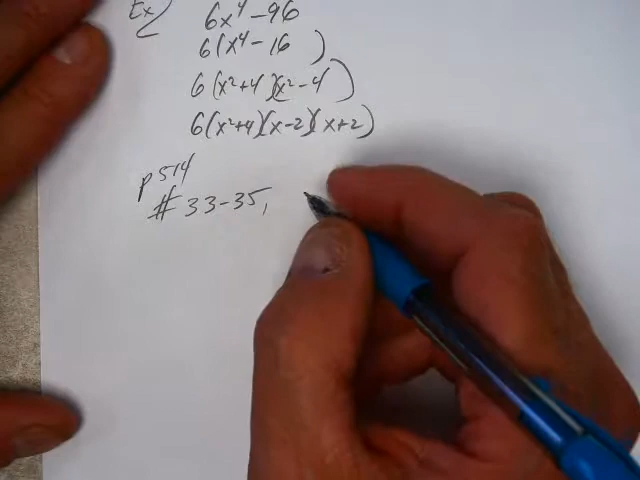 Ex
6x⁴-96
6(x⁴-16)
6(x²+4)(x²-4)
6(x²+4)(x-2)(x+2)
p 514
# 33-35,